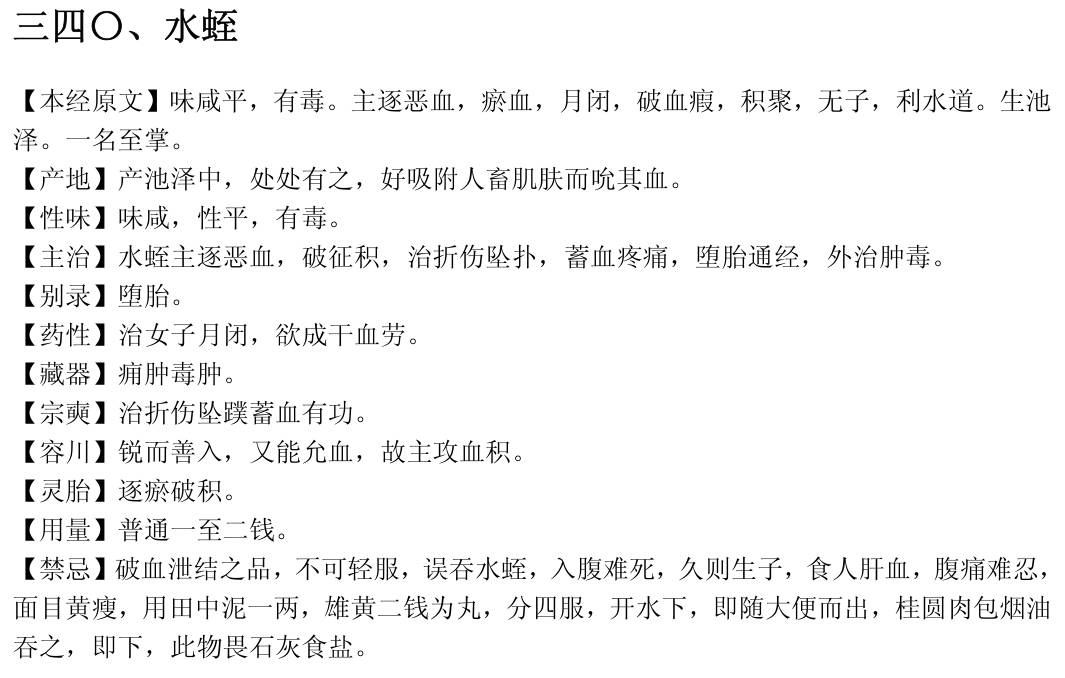 三四〇、水蛭
【本经原文】味咸平，有毒。主逐恶血，瘀血，月闭，破血瘕，积聚，无子，利水道。生池
泽。一名至掌。
【产地】产池泽中，处处有之，好吸附人畜肌肤而吮其血。
【性味】味咸，性平，有毒。
【主治】水蛭主逐恶血，破征积，治折伤坠扑，蓄血疼痛，堕胎通经，外治肿毒。
【别录】堕胎。
【药性】治女子月闭，欲成干血劳。
【藏器】痈肿毒肿。
【宗奭】治折伤坠蹼蓄血有功。
【容川】锐而善入，又能允血，故主攻血积。
【灵胎】逐瘀破积。
【用量】普通一至二钱。
【禁忌】破血泄结之品，不可轻服，误吞水蛭，入腹难死，久则生子，食人肝血，腹痛难忍，
面目黄瘦，用田中泥一两，雄黄二钱为丸，分四服，开水下，即随大便而出，桂圆肉包烟油
吞之，即下，此物畏石灰食盐。